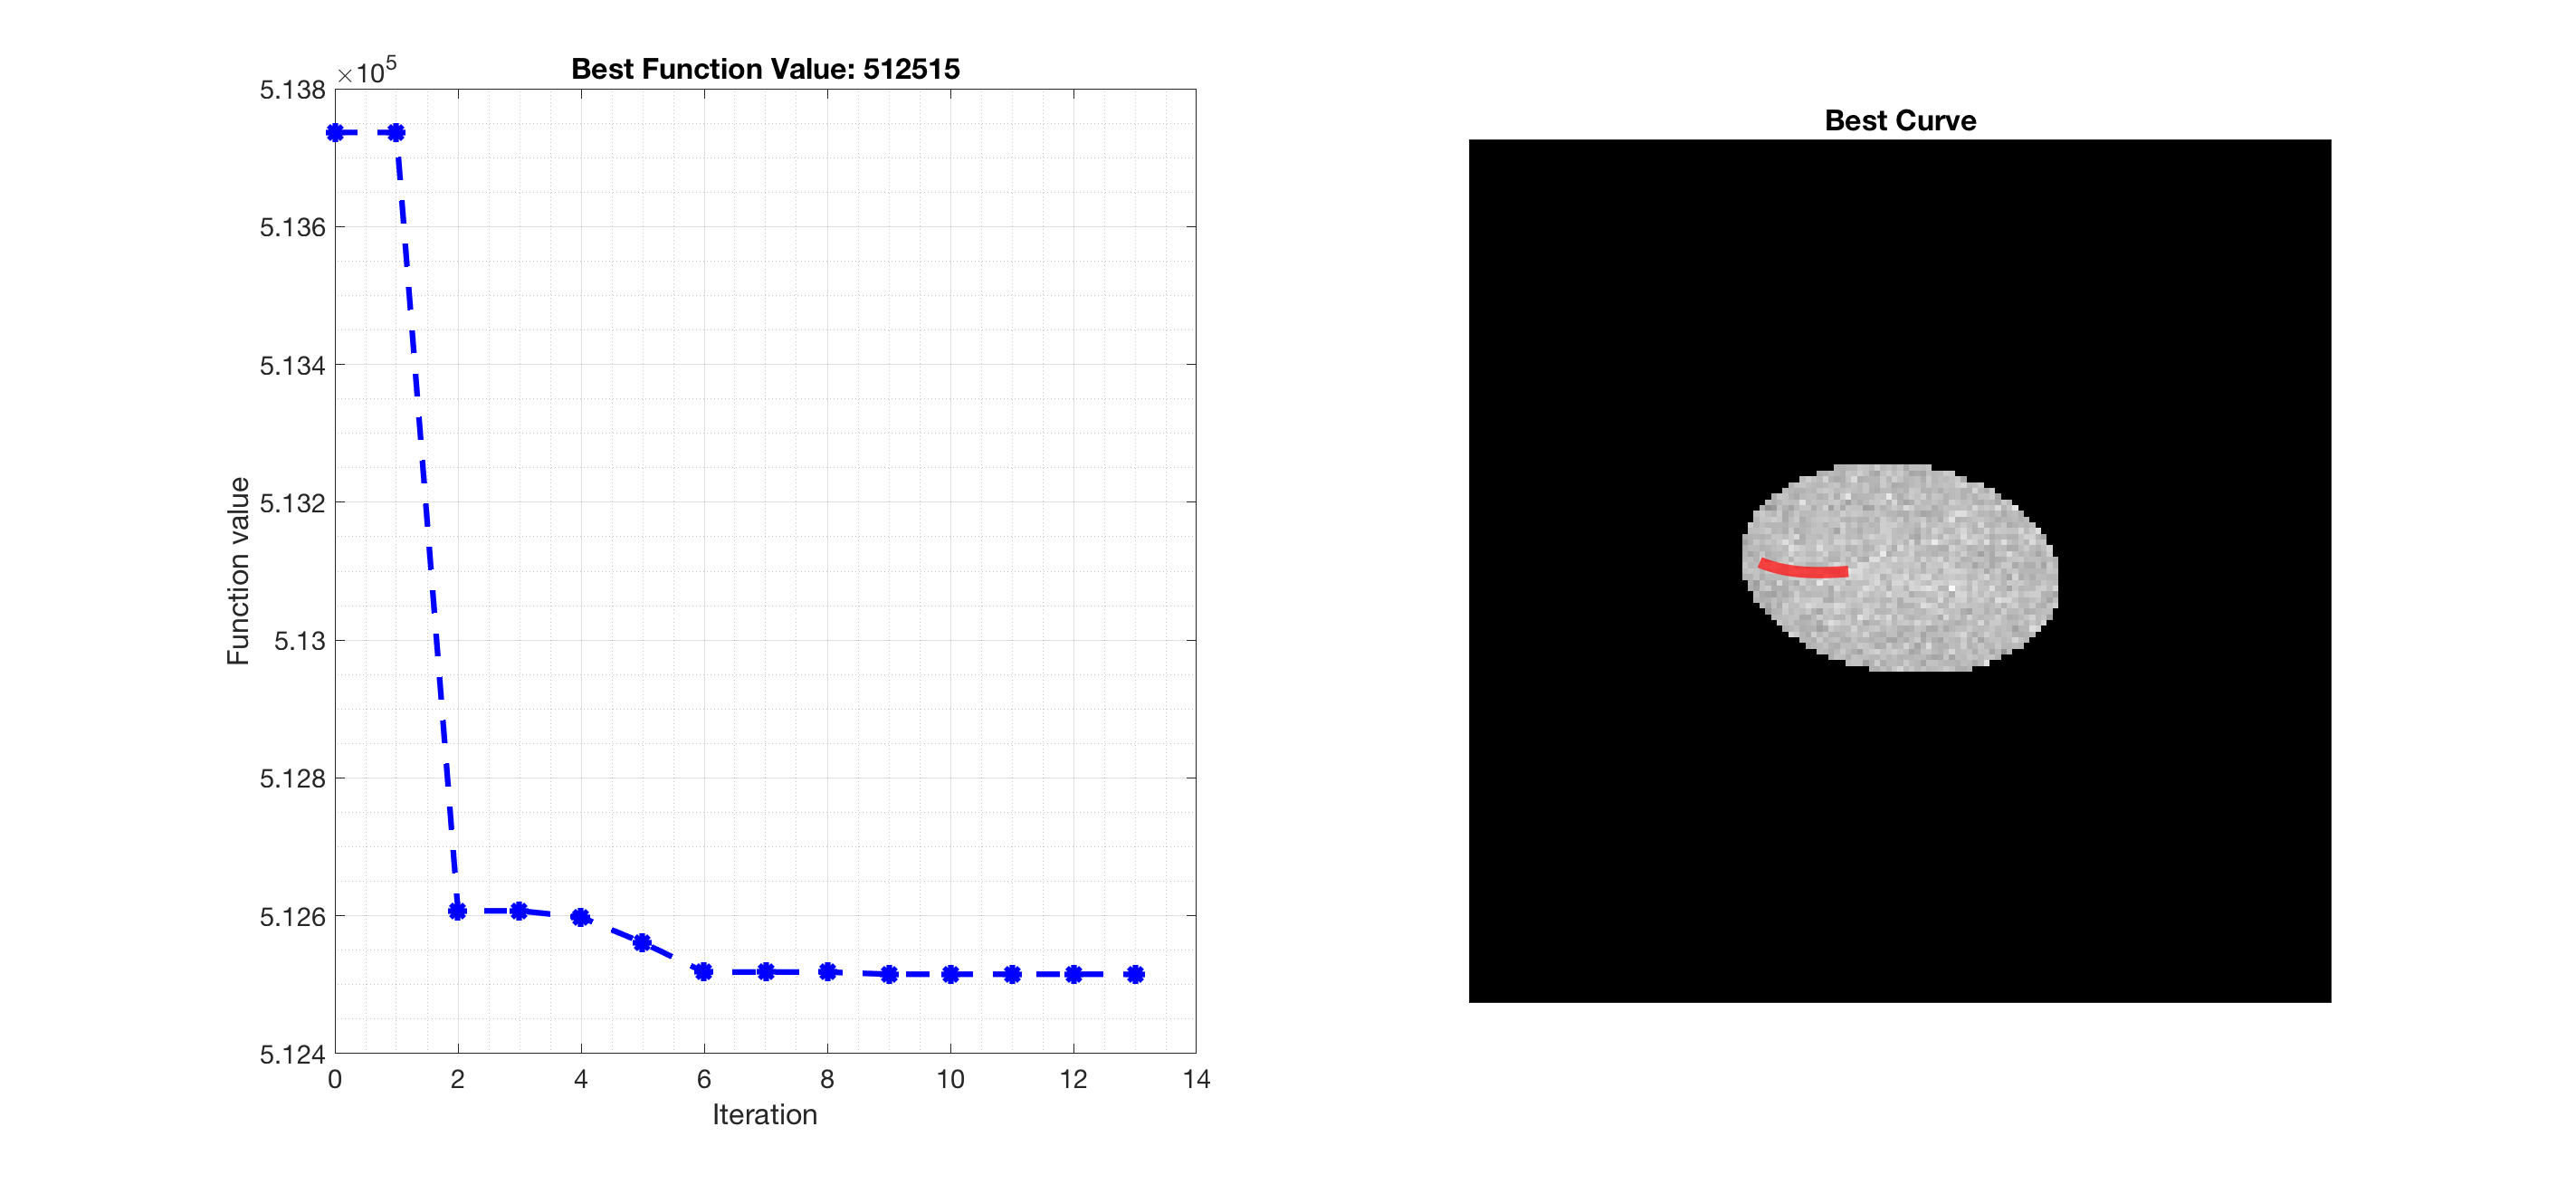 Best Function Value: 512515
×10^5
5.138
5.136
5.134
5.132
5.13
5.128
5.126
5.124
Function value
0 2 4 6 8 10 12 14
Iteration
Best Curve